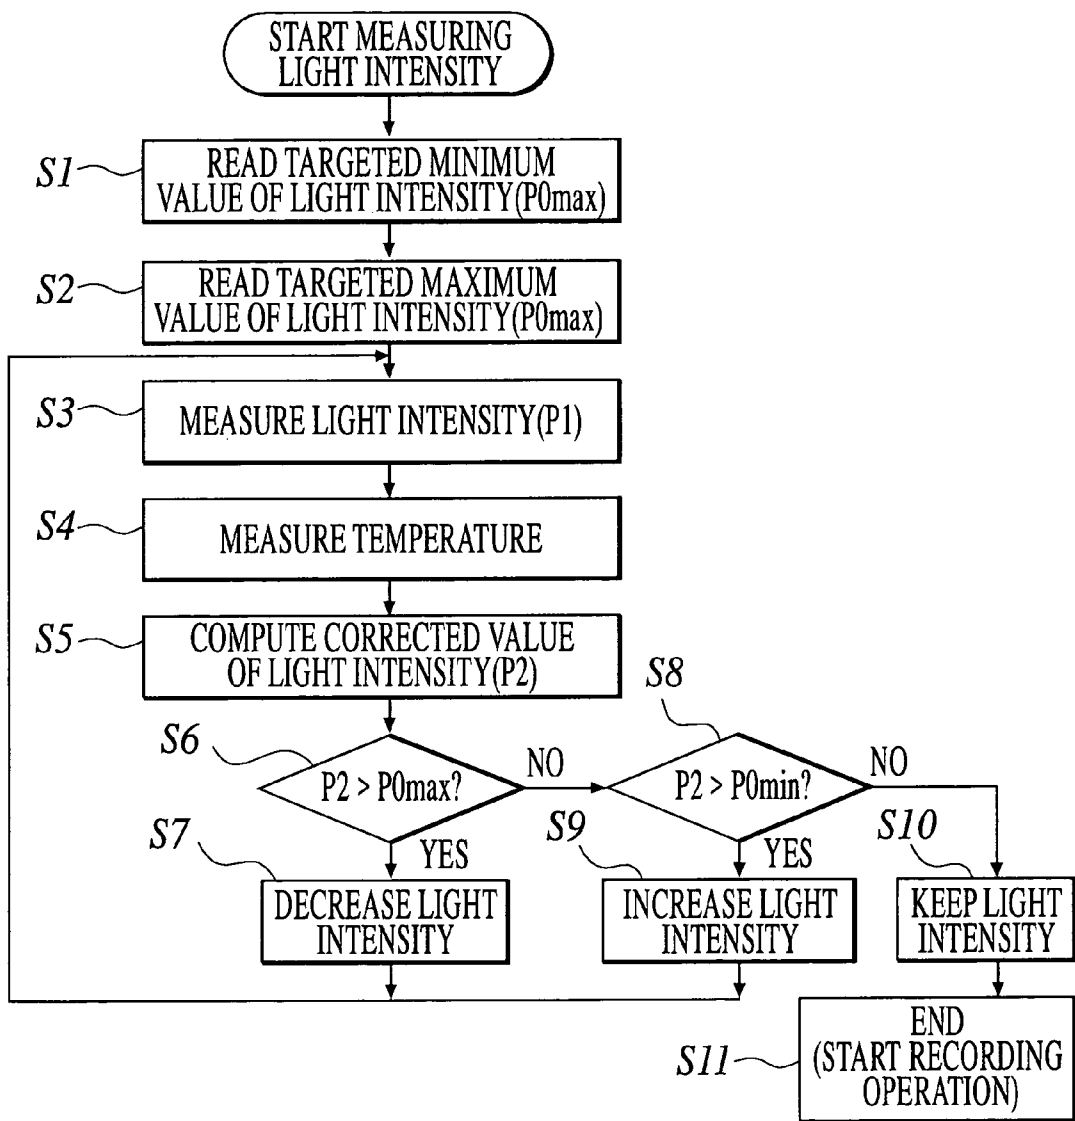 START MEASURING
LIGHT INTENSITY
S1
READ TARGETED MINIMUM
VALUE OF LIGHT INTENSITY(P0max)
S2
READ TARGETED MAXIMUM
VALUE OF LIGHT INTENSITY(P0max)
S3
MEASURE LIGHT INTENSITY(P1)
S4
MEASURE TEMPERATURE
S5
COMPUTE CORRECTED VALUE
OF LIGHT INTENSITY(P2)
S6
P2 > P0max?
NO
YES
S8
P2 > P0min?
NO
YES
S7
DECREASE LIGHT
INTENSITY
S9
INCREASE LIGHT
INTENSITY
S10
KEEP LIGHT
INTENSITY
S11
END
(START RECORDING
OPERATION)